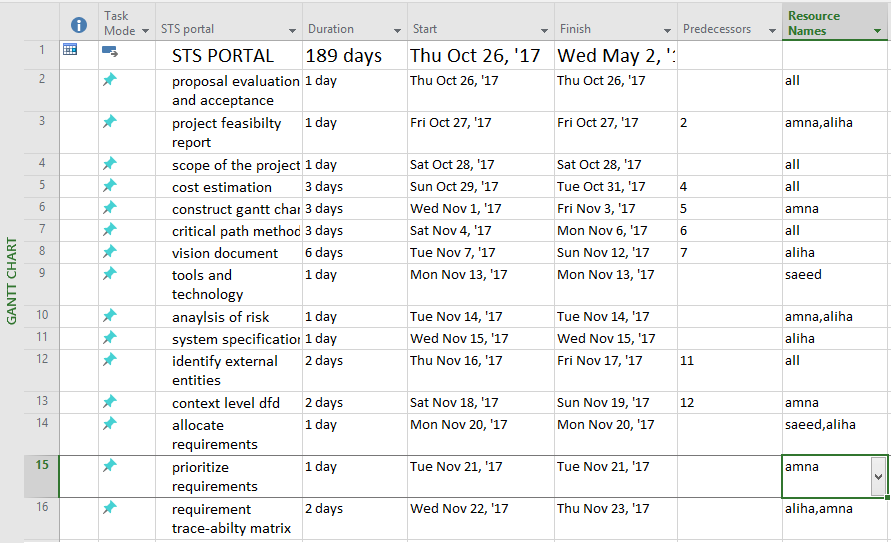 Task Mode STS portal Duration Start Finish Predecessors Resource Names
1 STS PORTAL 189 days Thu Oct 26, '17 Wed May 2, '1
2 proposal evaluation and acceptance 1 day Thu Oct 26, '17 Thu Oct 26, '17 all
3 project feasibilty report 1 day Fri Oct 27, '17 Fri Oct 27, '17 2 amna,aliha
4 scope of the project 1 day Sat Oct 28, '17 Sat Oct 28, '17 all
5 cost estimation 3 days Sun Oct 29, '17 Tue Oct 31, '17 4 all
6 construct gantt char 3 days Wed Nov 1, '17 Fri Nov 3, '17 5 amna
7 critical path method 3 days Sat Nov 4, '17 Mon Nov 6, '17 6 all
8 vision document 6 days Tue Nov 7, '17 Sun Nov 12, '17 7 aliha
9 tools and technology 1 day Mon Nov 13, '17 Mon Nov 13, '17 saeed
10 anaylsis of risk 1 day Tue Nov 14, '17 Tue Nov 14, '17 amna,aliha
11 system specification 1 day Wed Nov 15, '17 Wed Nov 15, '17 aliha
12 identify external entities 2 days Thu Nov 16, '17 Fri Nov 17, '17 11 all
13 context level dfd 2 days Sat Nov 18, '17 Sun Nov 19, '17 12 amna
14 allocate requirements 1 day Mon Nov 20, '17 Mon Nov 20, '17 saeed,aliha
15 prioritize requirements 1 day Tue Nov 21, '17 Tue Nov 21, '17 amna
16 requirement trace-abilty matrix 2 days Wed Nov 22, '17 Thu Nov 23, '17 aliha,amna
GANTT CHART